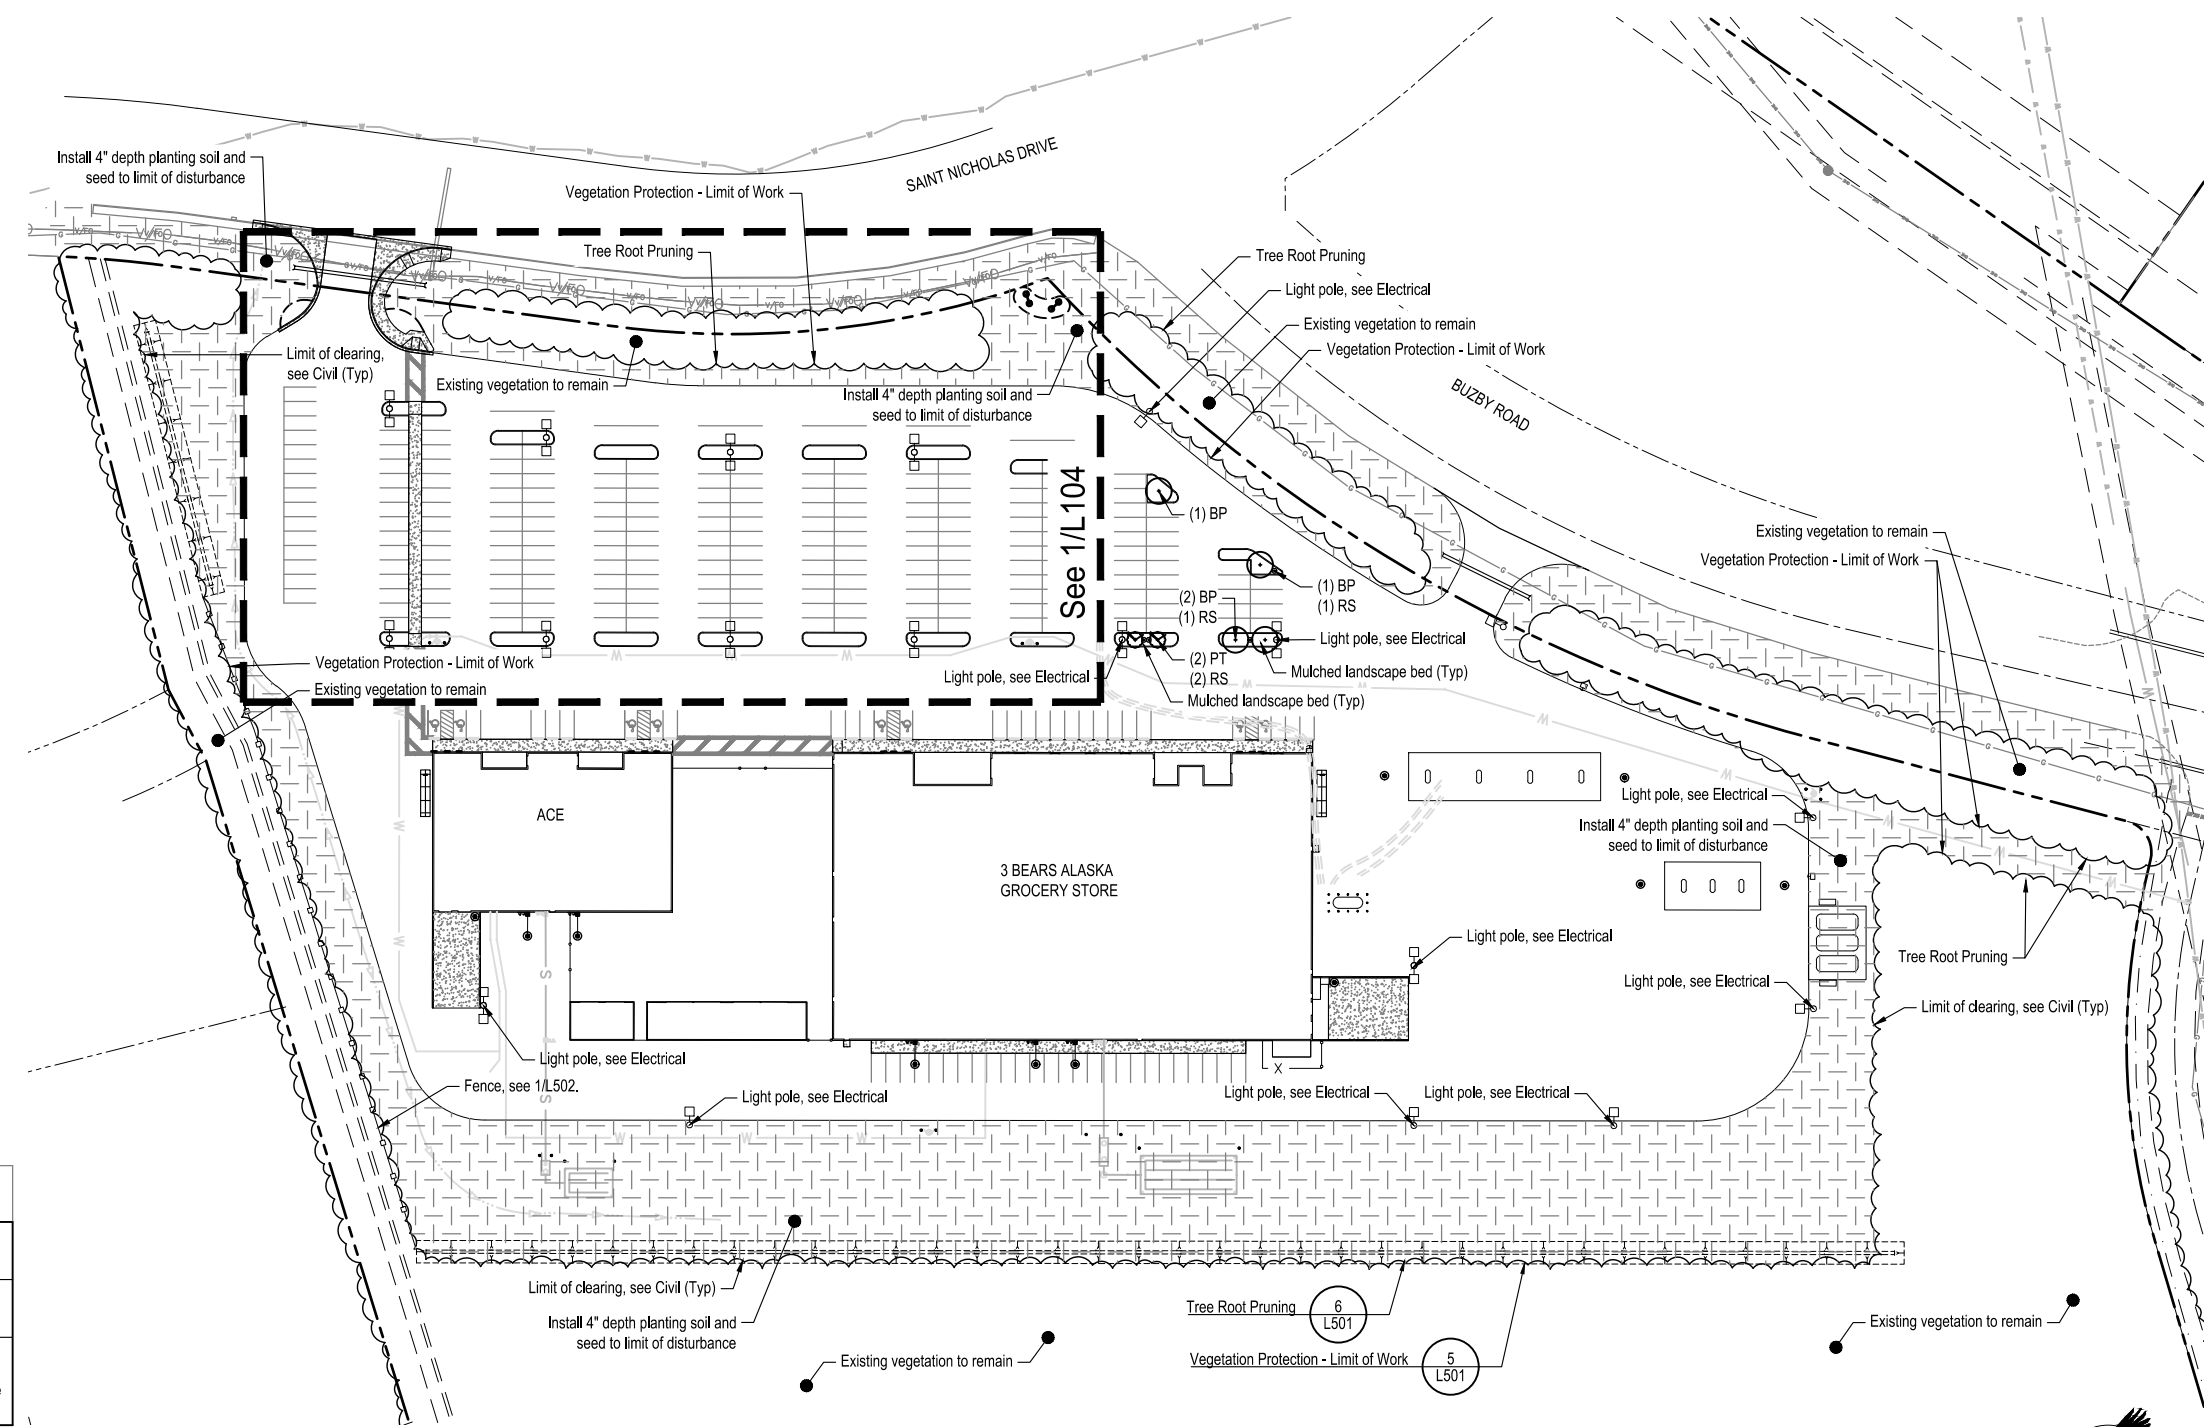 SAINT NICHOLAS DRIVE
Install 4" depth planting soil and
seed to limit of disturbance
Vegetation Protection - Limit of Work
Tree Root Pruning
Tree Root Pruning
Light pole, see Electrical
Existing vegetation to remain
Vegetation Protection - Limit of Work
Limit of clearing,
see Civil (Typ)
Existing vegetation to remain
Install 4" depth planting soil and
seed to limit of disturbance
BUZBY ROAD
See 1/L104
(1) BP
(1) BP
(1) RS
(2) BP
(1) RS
Light pole, see Electrical
(2) PT
(2) RS
Mulched landscape bed (Typ)
Light pole, see Electrical
Mulched landscape bed (Typ)
Existing vegetation to remain
Vegetation Protection - Limit of Work
Vegetation Protection - Limit of Work
Existing vegetation to remain
ACE
3 BEARS ALASKA
GROCERY STORE
Light pole, see Electrical
Install 4" depth planting soil and
seed to limit of disturbance
Light pole, see Electrical
Tree Root Pruning
Light pole, see Electrical
Limit of clearing, see Civil (Typ)
Light pole, see Electrical
Fence, see 1/L502.
Light pole, see Electrical
X
Light pole, see Electrical
Light pole, see Electrical
Limit of clearing, see Civil (Typ)
Install 4" depth planting soil and
seed to limit of disturbance
Existing vegetation to remain
Tree Root Pruning
6
L501
Vegetation Protection - Limit of Work
5
L501
Existing vegetation to remain